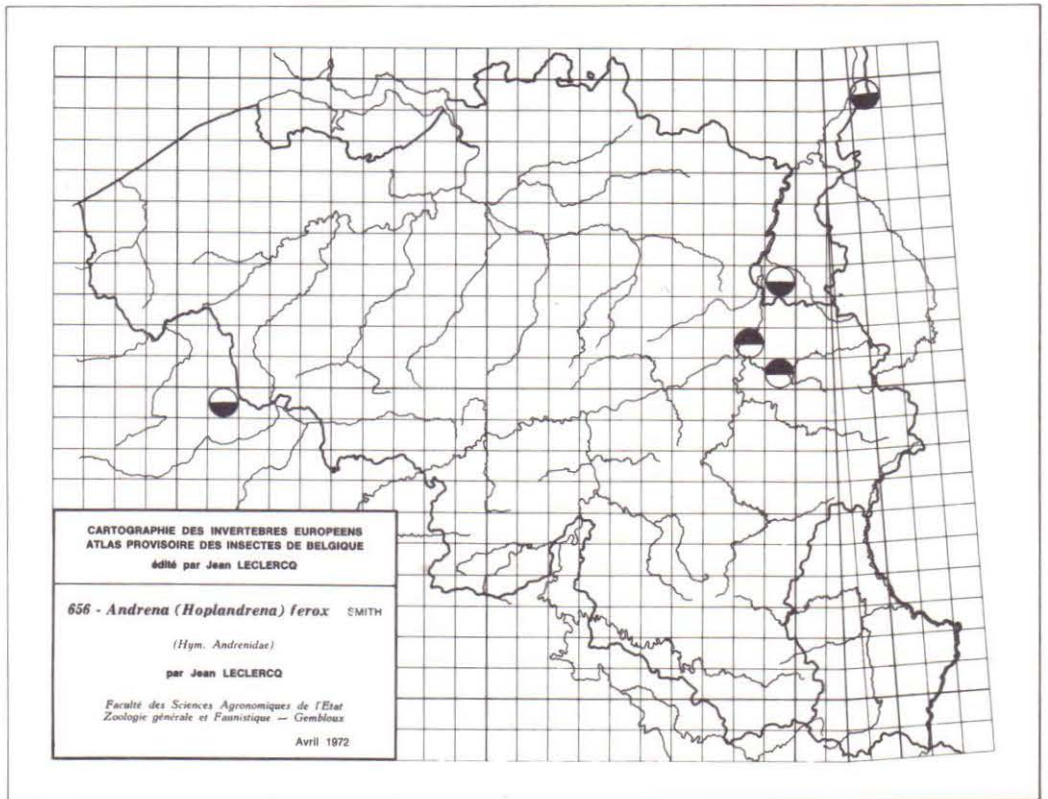 CARTOGRAPHIE DES INVERTEBRES EUROPEENS
ATLAS PROVISOIRE DES INSECTES DE BELGIQUE
édité par Jean LECLERCQ
656 - Andrena (Hoplandrena) ferox SMITH
(Hym. Andrenidae)
par Jean LECLERCQ
Faculté des Sciences Agronomiques de l'Etat
Zoologie générale et Faunistique — Gembloux
Avril 1972